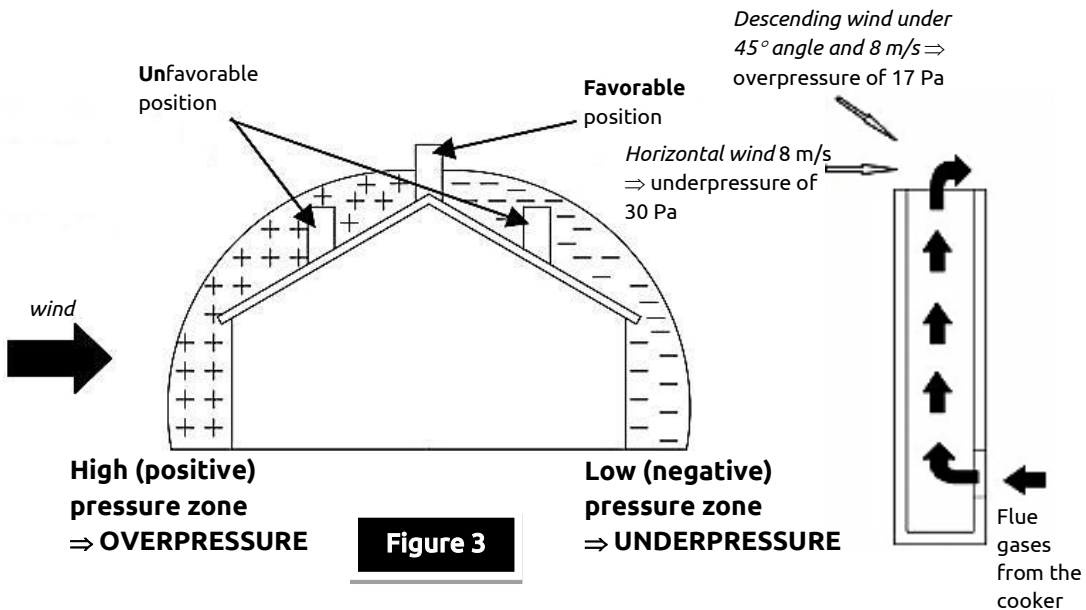 Descending wind under
45° angle and 8 m/s ⇒
overpressure of 17 Pa
Unfavorable
position
Favorable
position
Horizontal wind 8 m/s
⇒ underpressure of
30 Pa
wind
High (positive)
pressure zone
⇒ OVERPRESSURE
Low (negative)
pressure zone
⇒ UNDERPRESSURE
Figure 3
Flue
gases
from the
cooker